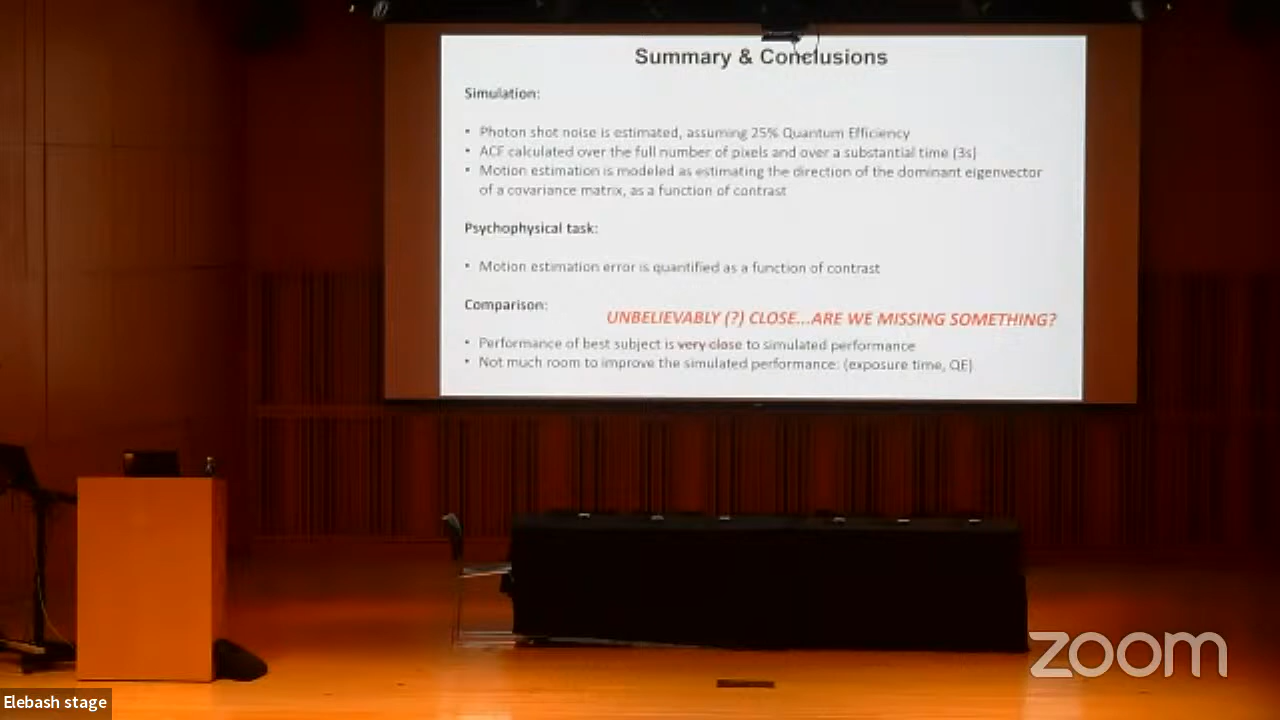 Summary & Conclusions
Simulation:
• Photon shot noise is estimated, assuming 25% Quantum Efficiency
• ACF calculated over the full number of pixels and over a substantial time (3s)
• Motion estimation is modeled as estimating the direction of the dominant eigenvector
of a covariance matrix, as a function of contrast
Psychophysical task:
• Motion estimation error is quantified as a function of contrast
Comparison:
UNBELIEVABLY (?) CLOSE...ARE WE MISSING SOMETHING?
• Performance of best subject is very close to simulated performance
• Not much room to improve the simulated performance: (exposure time, QE)
zoom
Elebash stage